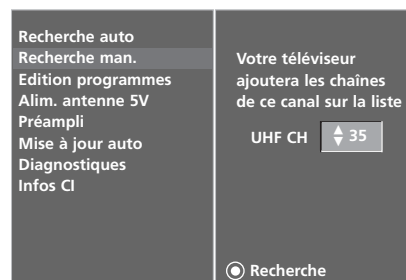 Recherche auto
Recherche man.
Edition programmes
Alim. antenne 5V
Préampli
Mise à jour auto
Diagnostiques
Infos CI
Votre téléviseur
ajoutera les chaînes
de ce canal sur la liste
UHF CH 35
Recherche